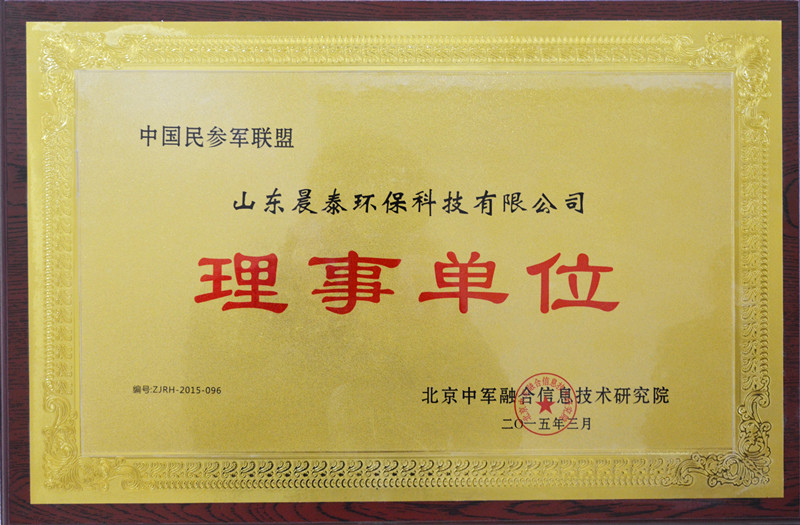 中国民参军联盟
山东晨泰环保科技有限公司
理事单位
编号:ZJRH-2015-096
北京中军融合信息技术研究院
二〇一五年三月